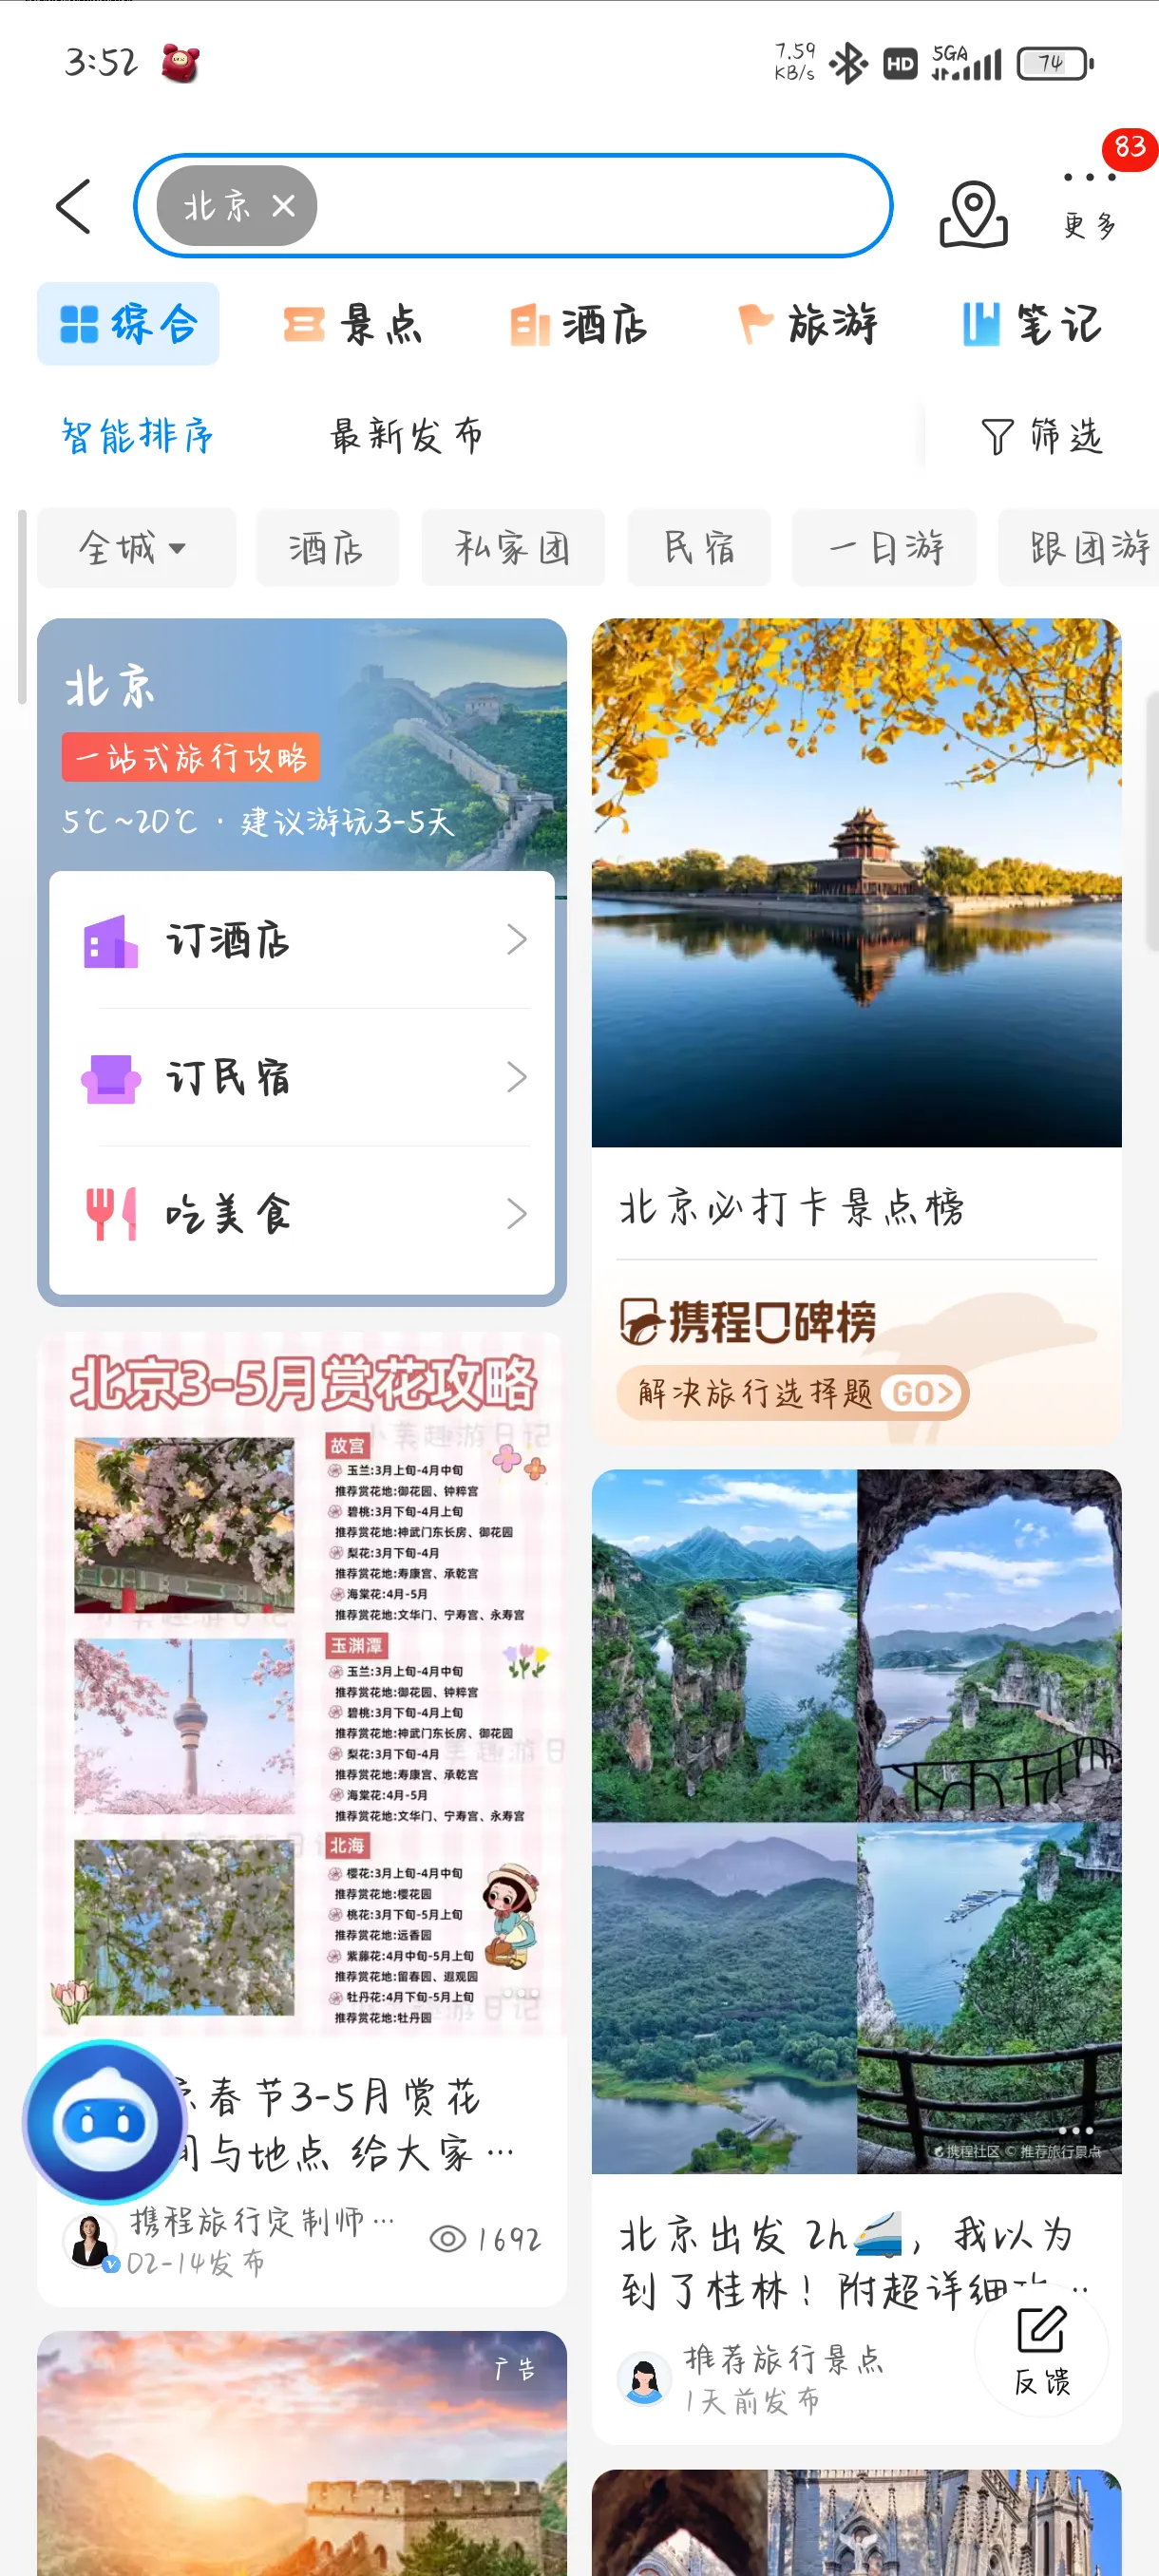 3:52
7.59
KB/s
HD
5GA
74
83
北京
更多
综合
景点
酒店
旅游
笔记
智能排序
最新发布
筛选
全城
酒店
私家团
民宿
一日游
跟团游
北京
一站式旅行攻略
5℃~20℃ · 建议游玩3-5天
订酒店
订民宿
吃美食
北京必打卡景点榜
携程口碑榜
解决旅行选择题 GO>
北京3-5月赏花攻略
小美趣游日记
故宫
玉兰:3月上旬-4月中旬
推荐赏花地:御花园、钟粹宫
碧桃:3月下旬-4月上旬
推荐赏花地:神武门东长房、御花园
梨花:3月下旬-4月
推荐赏花地:寿康宫、承乾宫
海棠花:4月-5月
推荐赏花地:文华门、宁寿宫、永寿宫
玉渊潭
玉兰:3月上旬-4月中旬
推荐赏花地:御花园、钟粹宫
碧桃:3月下旬-4月上旬
推荐赏花地:神武门东长房、御花园
梨花:3月下旬-4月
推荐赏花地:寿康宫、承乾宫
海棠花:4月-5月
推荐赏花地:文华门、宁寿宫、永寿宫
北海
樱花:3月上旬-4月中旬
推荐赏花地:樱花园
桃花:3月下旬-5月上旬
推荐赏花地:远香园
紫藤花:4月中旬-5月上旬
推荐赏花地:留春园、遐观园
牡丹花:4月下旬-5月上旬
推荐赏花地:牡丹园
春节3-5月赏花
与地点 给大家…
携程旅行定制师…
02-14发布
1692
携程社区 © 推荐旅行景点
北京出发 2h🚄，我以为
到了桂林！附超详细…
推荐旅行景点
1天前发布
反馈
广告